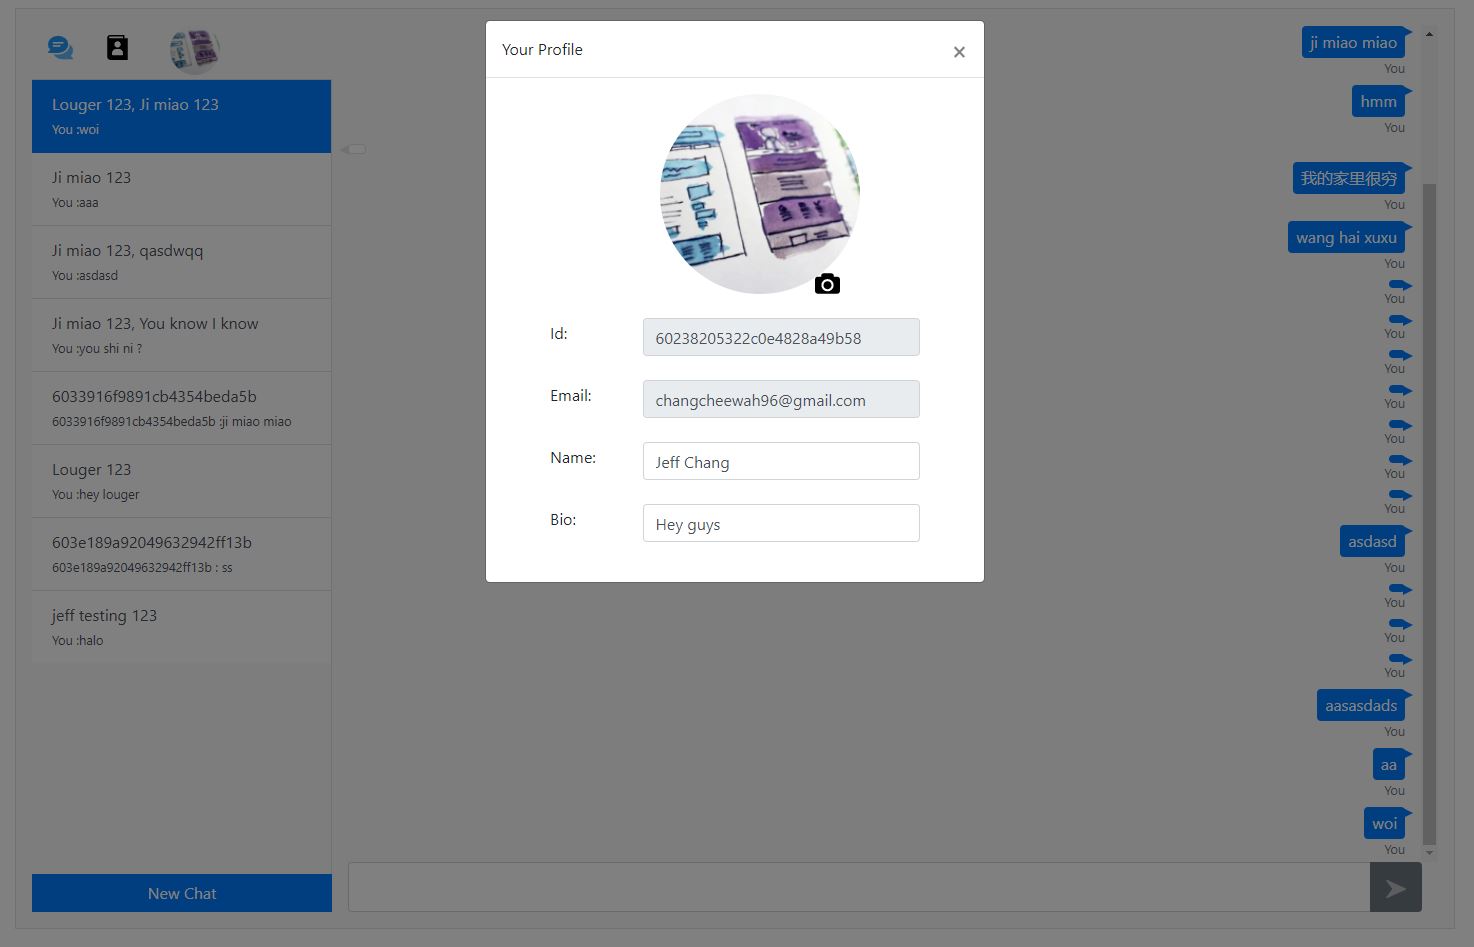 Louger 123, Ji miao 123
You :woi
Ji miao 123
You :aaa
Ji miao 123, qasdwqq
You :asdasd
Ji miao 123, You know I know
You :you shi ni ?
6033916f9891cb4354beda5b
6033916f9891cb4354beda5b :ji miao miao
Louger 123
You :hey louger
603e189a92049632942ff13b
603e189a92049632942ff13b : ss
jeff testing 123
You :halo
New Chat
Your Profile
×
Id:
60238205322c0e4828a49b58
Email:
changcheewah96@gmail.com
Name:
Jeff Chang
Bio:
Hey guys
ji miao miao
You
hmm
You
我的家里很穷
You
wang hai xuxu
You
You
You
You
You
You
You
You
asdasd
You
You
You
You
aasasdads
You
aa
You
woi
You